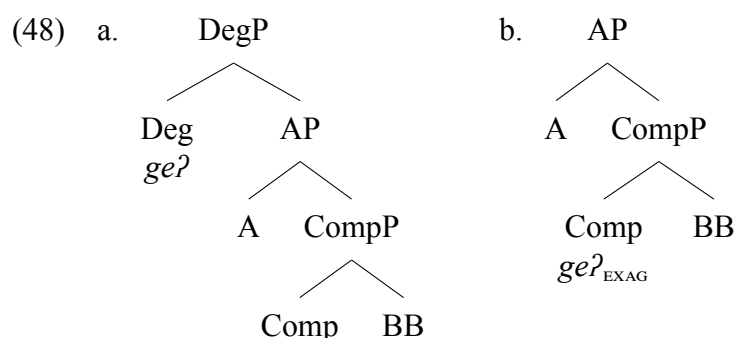 (48) a. DegP b. AP
Deg AP A CompP
geʔ
A CompP Comp BB
geʔEXAG
Comp BB